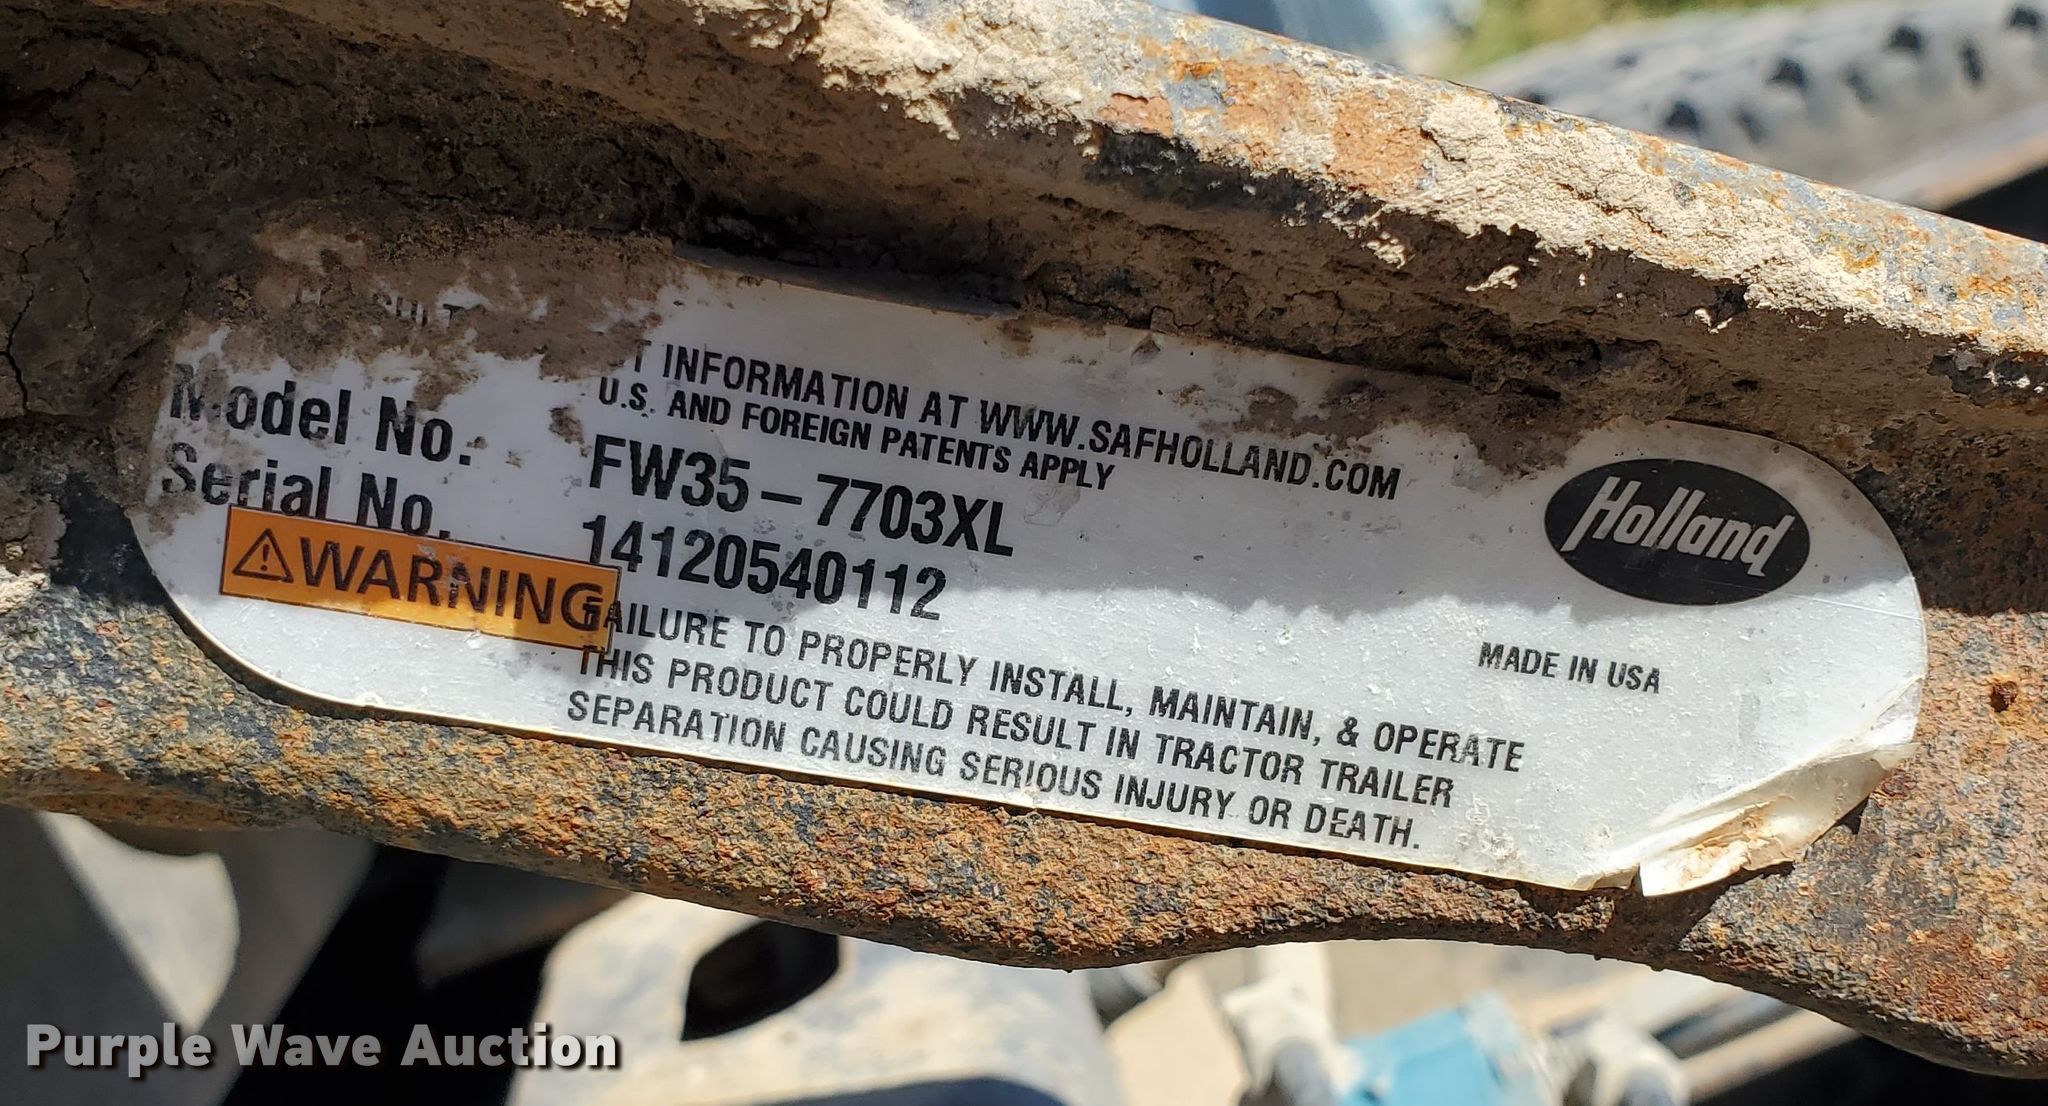 T INFORMATION AT WWW.SAFHOLLAND.COM
U.S. AND FOREIGN PATENTS APPLY
Model No. FW35-7703XL
Serial No. 14120540112
WARNING
FAILURE TO PROPERLY INSTALL, MAINTAIN, & OPERATE
THIS PRODUCT COULD RESULT IN TRACTOR TRAILER
SEPARATION CAUSING SERIOUS INJURY OR DEATH.
Holland
MADE IN USA
Purple Wave Auction